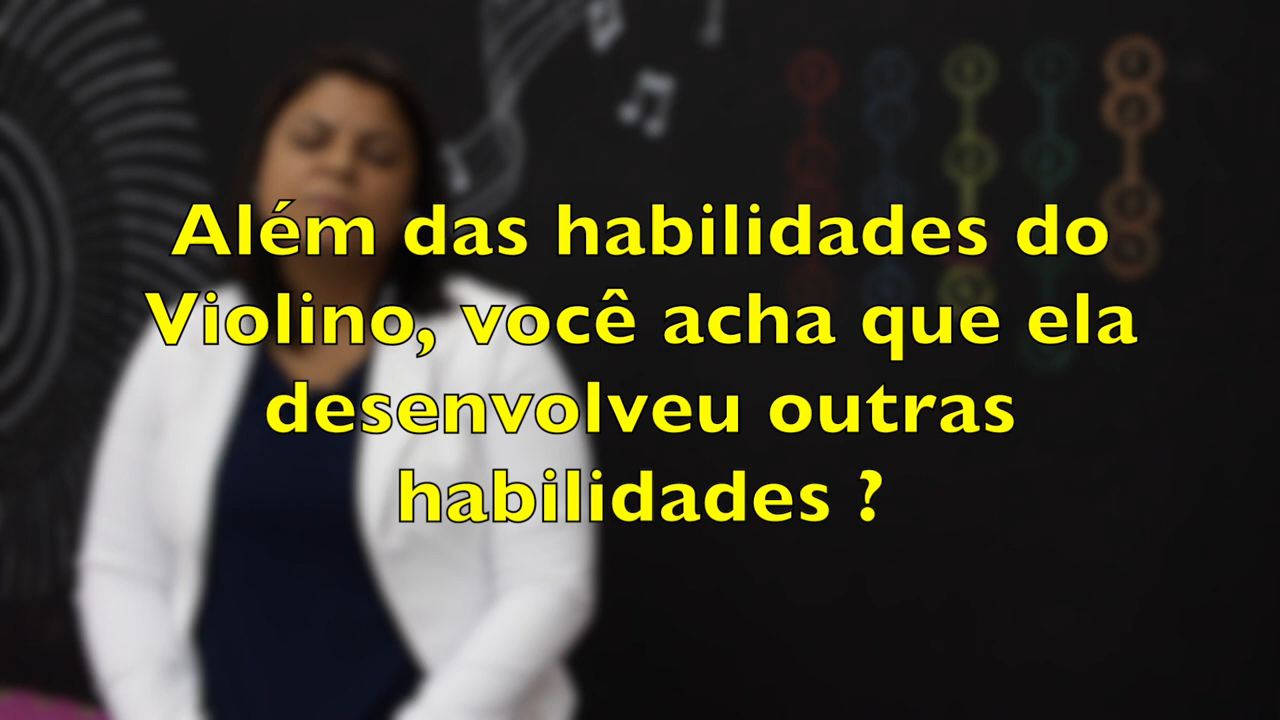 Além das habilidades do
Violino, você acha que ela
desenvolveu outras
habilidades ?